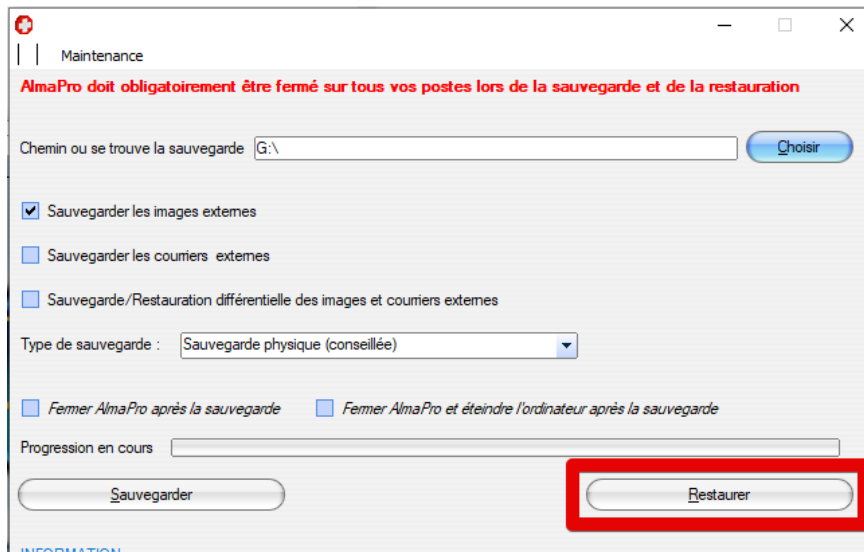 Maintenance
AlmaPro doit obligatoirement être fermé sur tous vos postes lors de la sauvegarde et de la restauration
Chemin ou se trouve la sauvegarde G:\ Choisir
Sauvegarder les images externes
Sauvegarder les courriers externes
Sauvegarde/Restauration différentielle des images et courriers externes
Type de sauvegarde : Sauvegarde physique (conseillée)
Fermer AlmaPro après la sauvegarde Fermer AlmaPro et éteindre l'ordinateur après la sauvegarde
Progression en cours
Sauvegarder Restaurer
INFORMATION